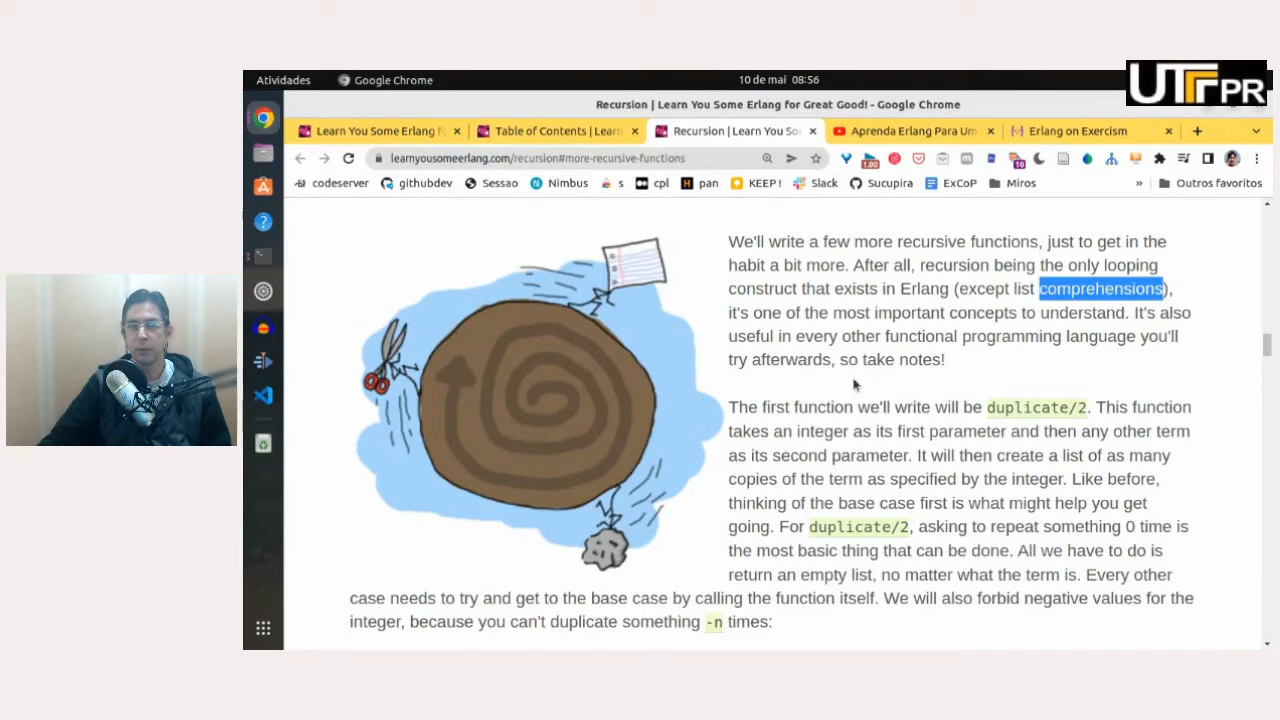 Atividades
Google Chrome
10 de mai 08:56
UTFPR
Recursion | Learn You Some Erlang for Great Good! - Google Chrome
Learn You Some Erlang f
Table of Contents | Learn
Recursion | Learn You So
Aprenda Erlang Para Um
Erlang on Exercism
learnyousomeerlang.com/recursion#more-recursive-functions
1.00
10
codeserver
githubdev
Sessao
Nimbus
s
cpl
pan
KEEP !
Slack
Sucupira
ExCoP
Miros
»
Outros favoritos
We'll write a few more recursive functions, just to get in the
habit a bit more. After all, recursion being the only looping
construct that exists in Erlang (except list comprehensions),
it's one of the most important concepts to understand. It's also
useful in every other functional programming language you'll
try afterwards, so take notes!
The first function we'll write will be duplicate/2. This function
takes an integer as its first parameter and then any other term
as its second parameter. It will then create a list of as many
copies of the term as specified by the integer. Like before,
thinking of the base case first is what might help you get
going. For duplicate/2, asking to repeat something 0 time is
the most basic thing that can be done. All we have to do is
return an empty list, no matter what the term is. Every other
case needs to try and get to the base case by calling the function itself. We will also forbid negative values for the
integer, because you can't duplicate something -n times: